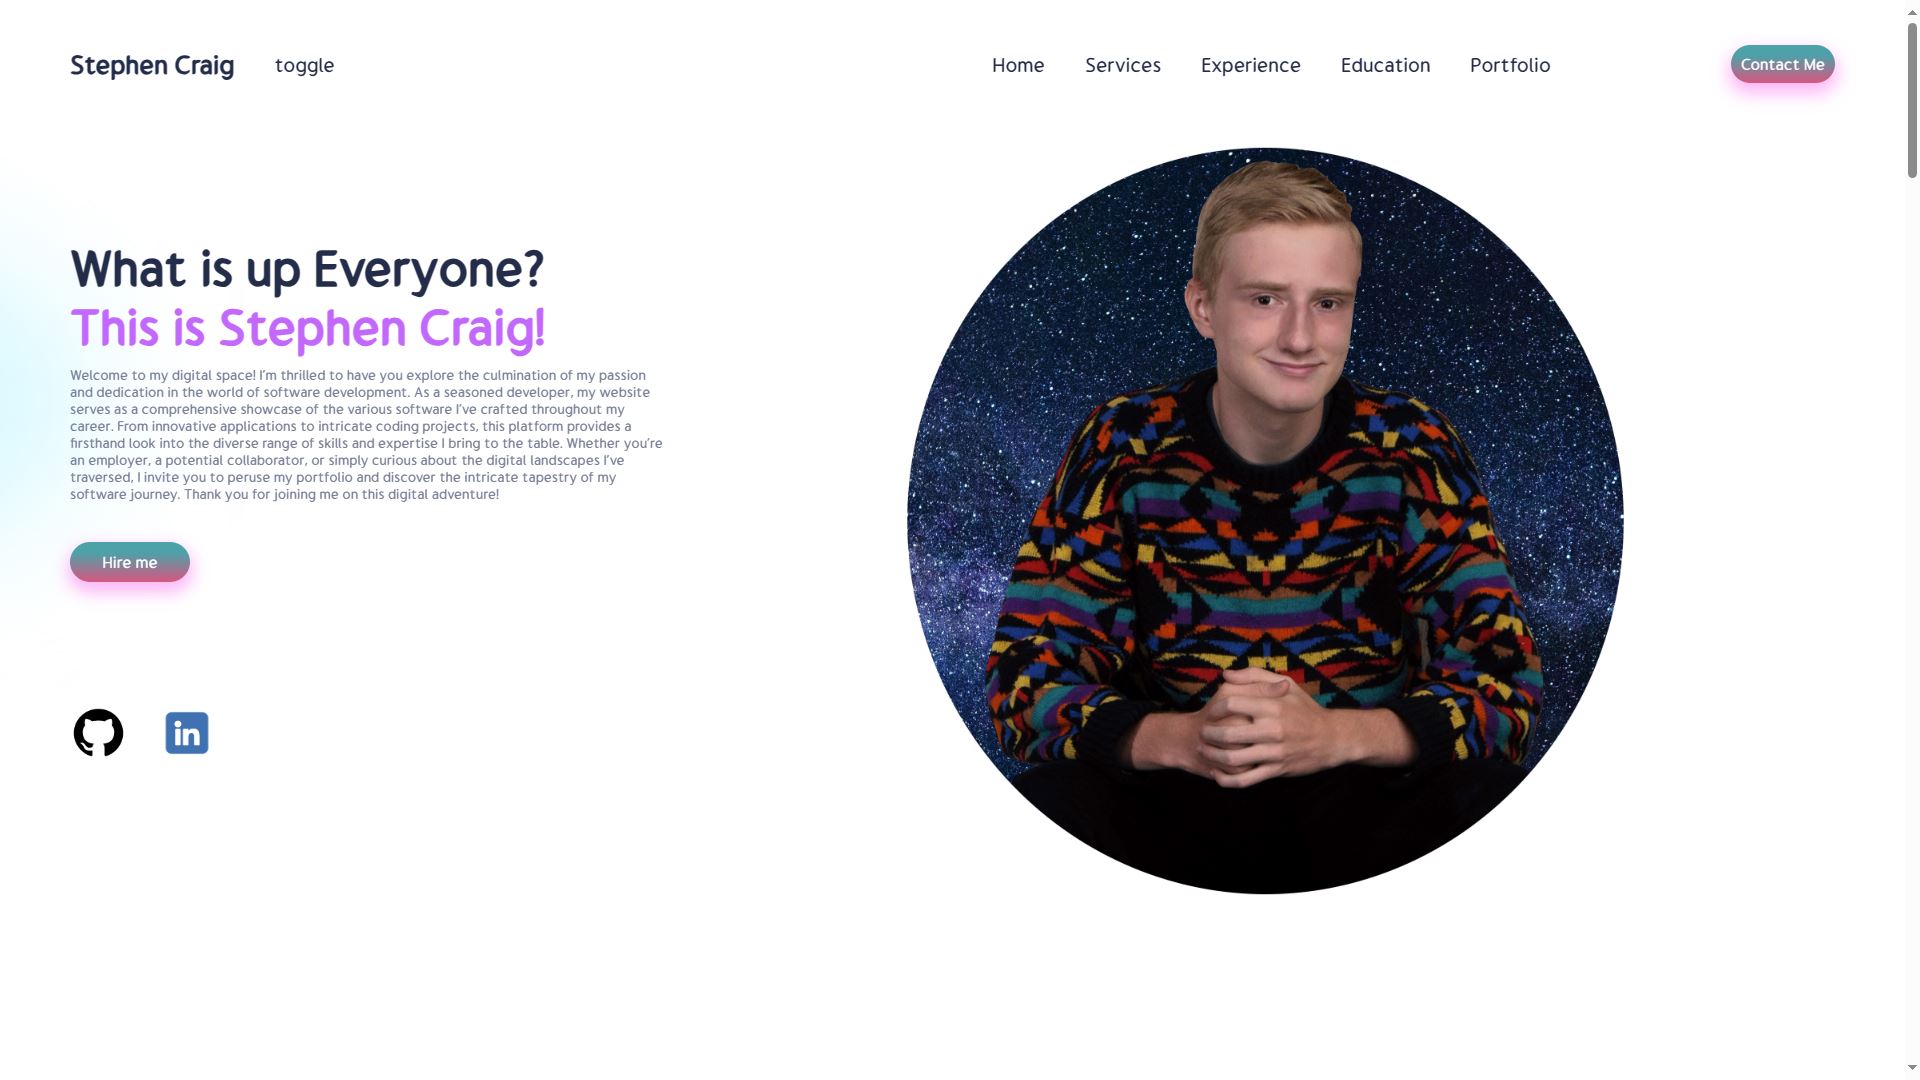 Stephen Craig toggle Home Services Experience Education Portfolio Contact Me
What is up Everyone?
This is Stephen Craig!
Welcome to my digital space! I'm thrilled to have you explore the culmination of my passion
and dedication in the world of software development. As a seasoned developer, my website
serves as a comprehensive showcase of the various software I've crafted throughout my
career. From innovative applications to intricate coding projects, this platform provides a
firsthand look into the diverse range of skills and expertise I bring to the table. Whether you're
an employer, a potential collaborator, or simply curious about the digital landscapes I've
traversed, I invite you to peruse my portfolio and discover the intricate tapestry of my
software journey. Thank you for joining me on this digital adventure!
Hire me
in